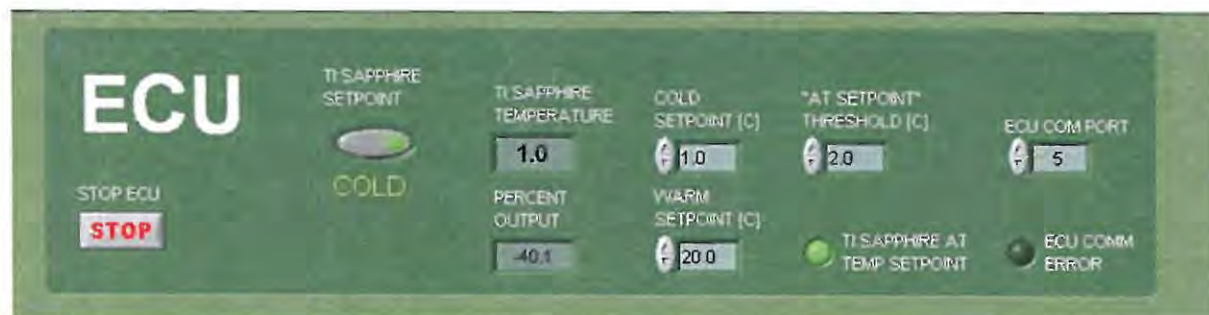 ECU
STOP ECU
STOP
TI SAPPHIRE
SETPOINT
COLD
TI SAPPHIRE
TEMPERATURE
1.0
PERCENT
OUTPUT
-40.1
COLD
SETPOINT [C]
1.0
WARM
SETPOINT [C]
20.0
"AT SETPOINT"
THRESHOLD [C]
2.0
TI SAPPHIRE AT
TEMP SETPOINT
ECU COM PORT
5
ECU COMM
ERROR